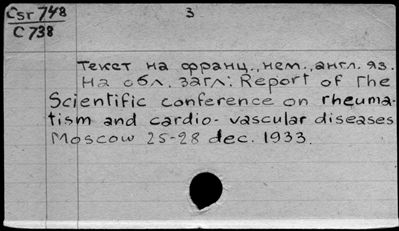 Csr 748
C 738
3
Текст на франц., нем., англ. яз.
На обл. загл: Report of the
Scientific conference on rheuma-
tism and cardio-vascular diseases
Moscow 25-28 dec. 1933.